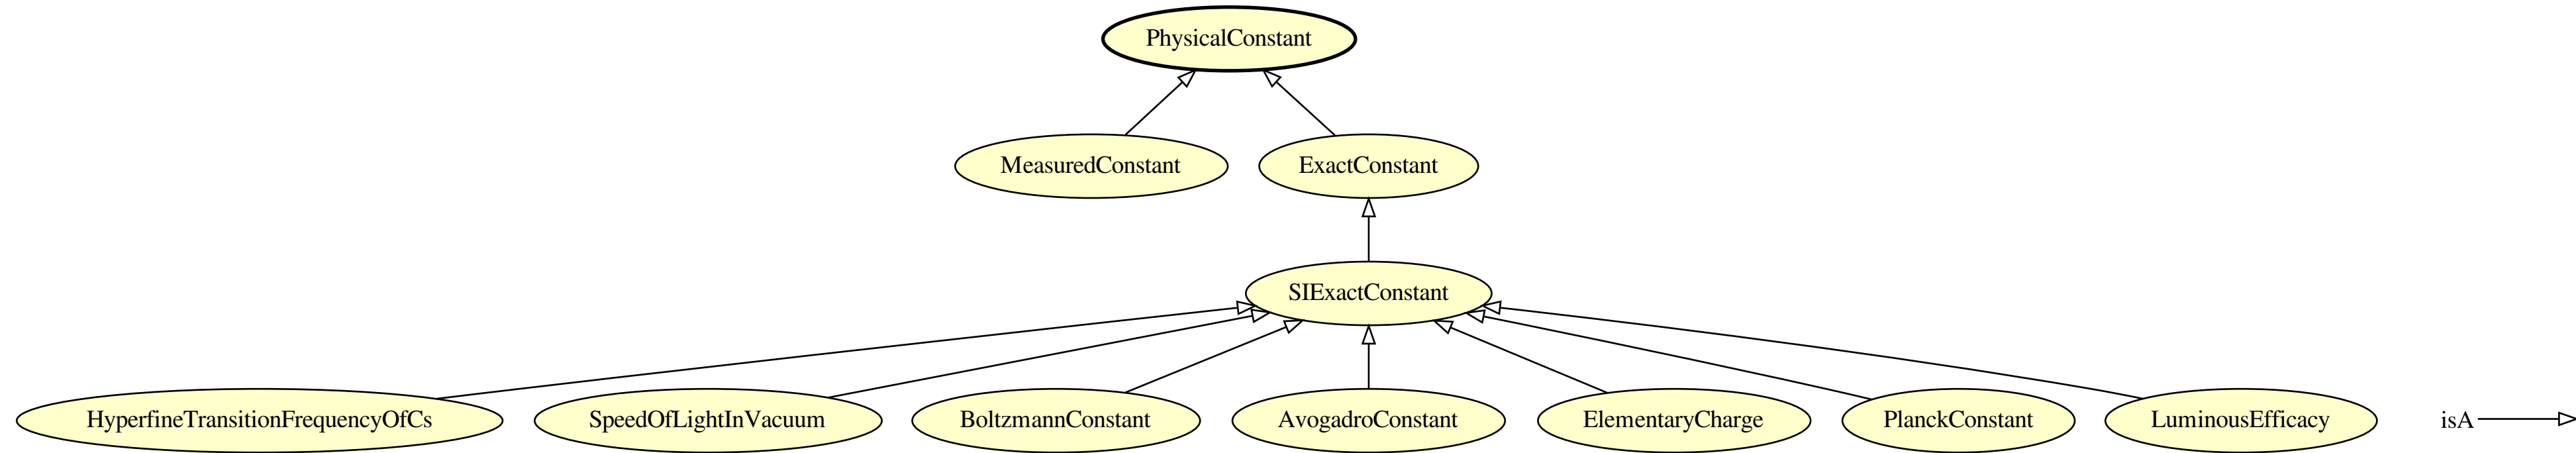 PhysicalConstant
MeasuredConstant
ExactConstant
SIExactConstant
HyperfineTransitionFrequencyOfCs
SpeedOfLightInVacuum
BoltzmannConstant
AvogadroConstant
ElementaryCharge
PlanckConstant
LuminousEfficacy
isA